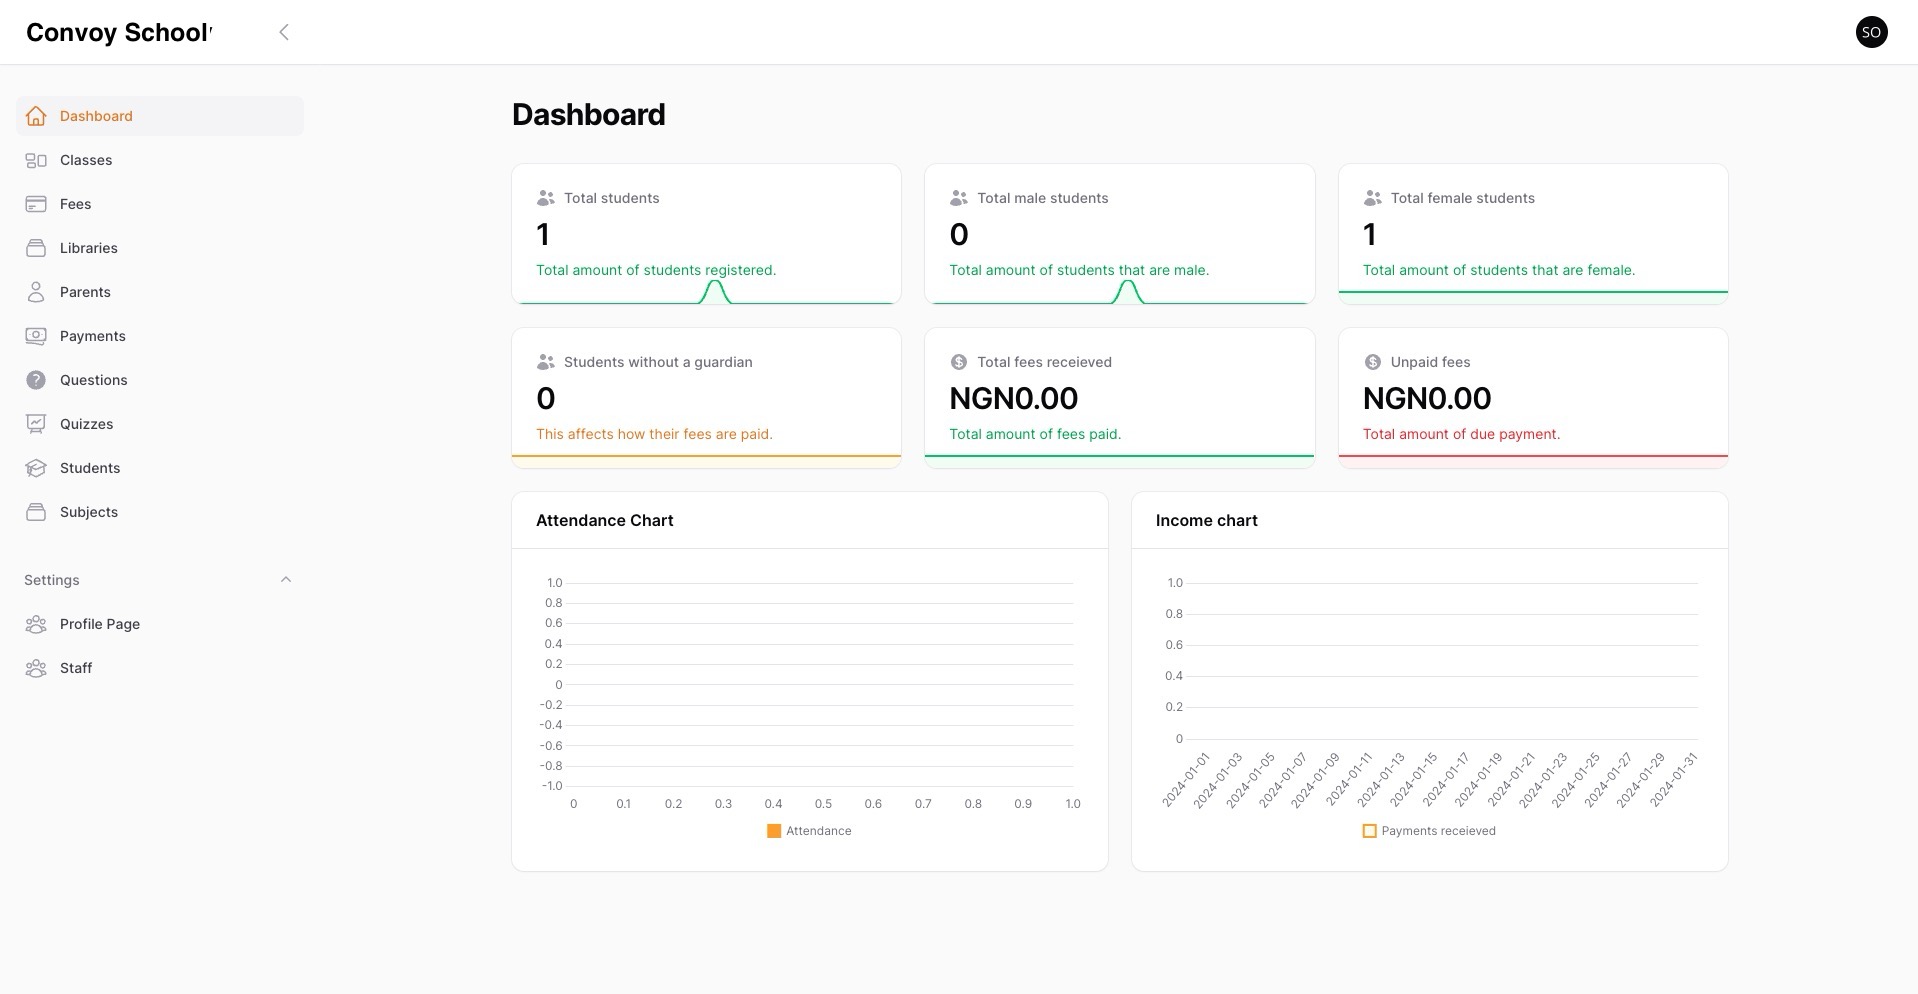 Convoy School
SO
Dashboard
Classes
Fees
Libraries
Parents
Payments
Questions
Quizzes
Students
Subjects
Settings
Profile Page
Staff
Dashboard
Total students
1
Total amount of students registered.
Total male students
0
Total amount of students that are male.
Total female students
1
Total amount of students that are female.
Students without a guardian
0
This affects how their fees are paid.
Total fees receieved
NGN0.00
Total amount of fees paid.
Unpaid fees
NGN0.00
Total amount of due payment.
Attendance Chart
1.0
0.8
0.6
0.4
0.2
0
-0.2
-0.4
-0.6
-0.8
-1.0
0 0.1 0.2 0.3 0.4 0.5 0.6 0.7 0.8 0.9 1.0
Attendance
Income chart
1.0
0.8
0.6
0.4
0.2
0
2024-01-01 2024-01-03 2024-01-05 2024-01-07 2024-01-09 2024-01-11 2024-01-13 2024-01-15 2024-01-17 2024-01-19 2024-01-21 2024-01-23 2024-01-25 2024-01-27 2024-01-29 2024-01-31
Payments receieved